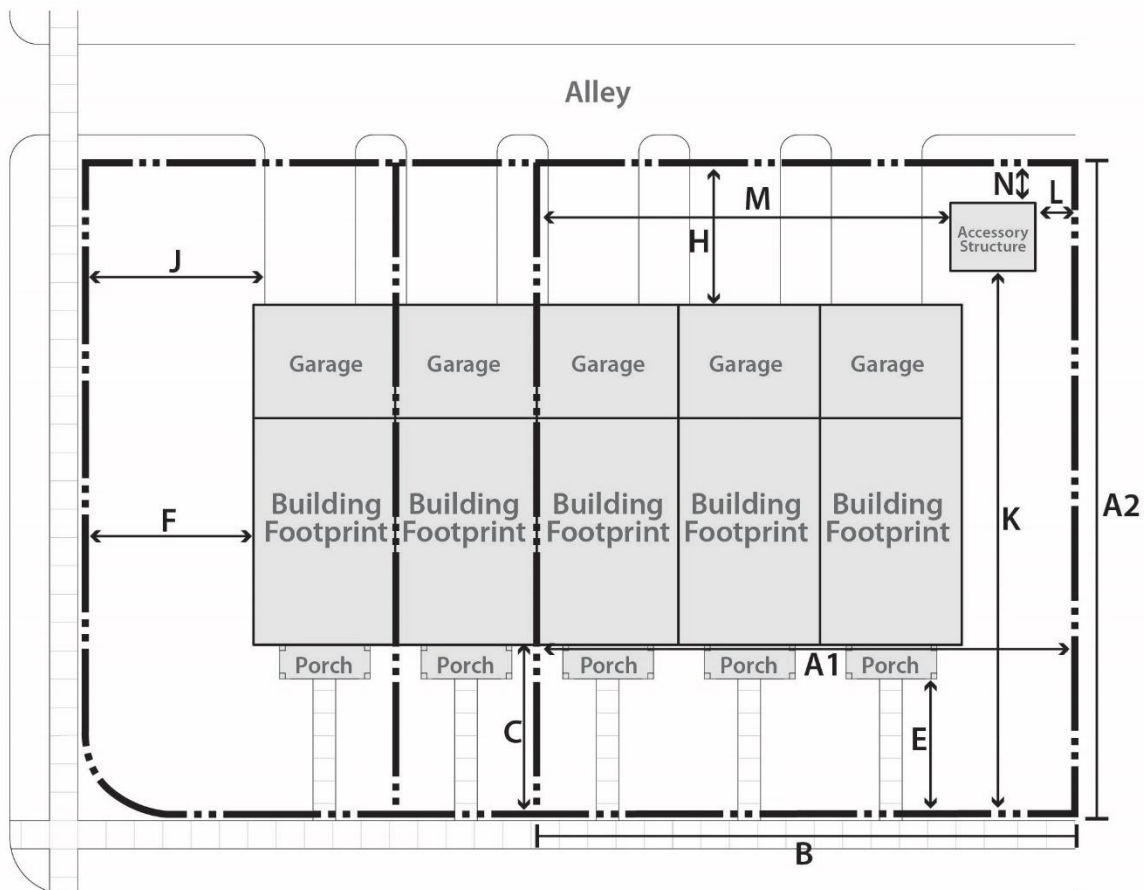 Alley
N
L
M
H
Accessory
Structure
J
Garage
Garage
Garage
Garage
Garage
Building
Footprint
Building
Footprint
Building
Footprint
Building
Footprint
Building
Footprint
F
K
A2
Porch
Porch
Porch
Porch
Porch
A1
C
E
B